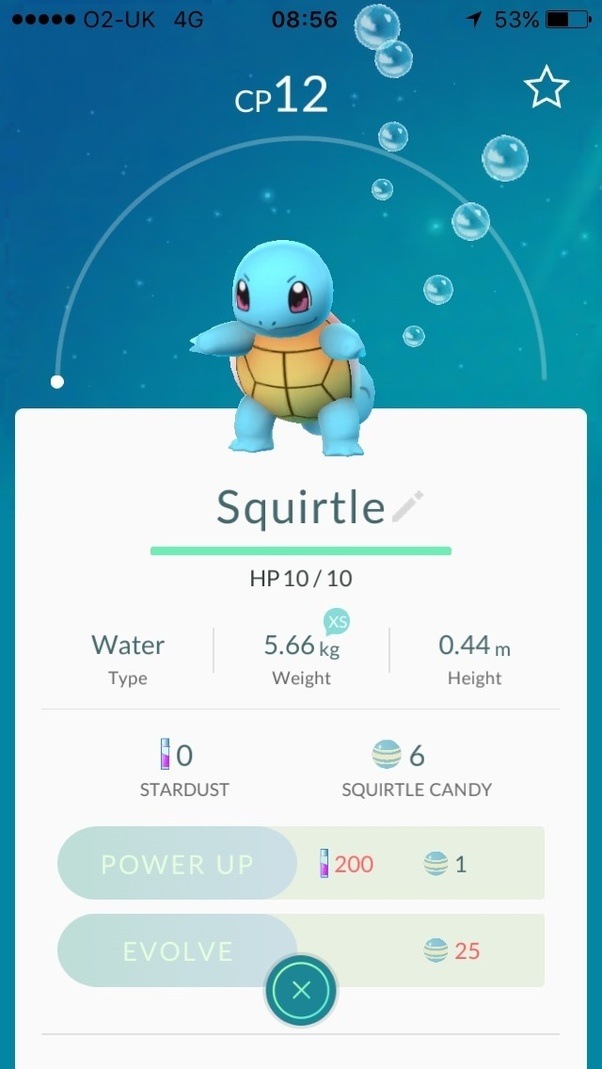 O2-UK 4G 08:56 53%
CP12
Squirtle
HP 10 / 10
XS
Water 5.66 kg 0.44 m
Type Weight Height
0 6
STARDUST SQUIRTLE CANDY
POWER UP 200 1
EVOLVE 25